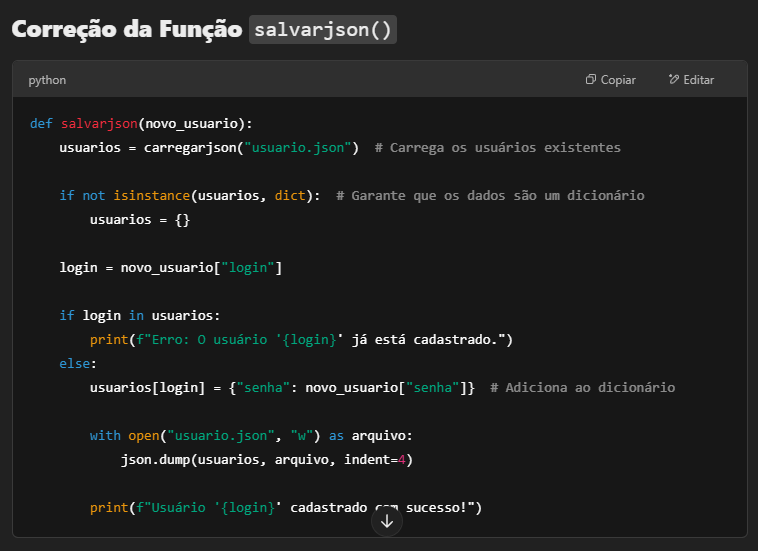 Correção da Função salvarjson()
python
Copiar
Editar
def salvarjson(novo_usuario):
    usuarios = carregarjson("usuario.json")  # Carrega os usuários existentes
    if not isinstance(usuarios, dict):  # Garante que os dados são um dicionário
        usuarios = {}
    login = novo_usuario["login"]
    if login in usuarios:
        print(f"Erro: O usuário '{login}' já está cadastrado.")
    else:
        usuarios[login] = {"senha": novo_usuario["senha"]}  # Adiciona ao dicionário
        with open("usuario.json", "w") as arquivo:
            json.dump(usuarios, arquivo, indent=4)
        print(f"Usuário '{login}' cadastrado com sucesso!")